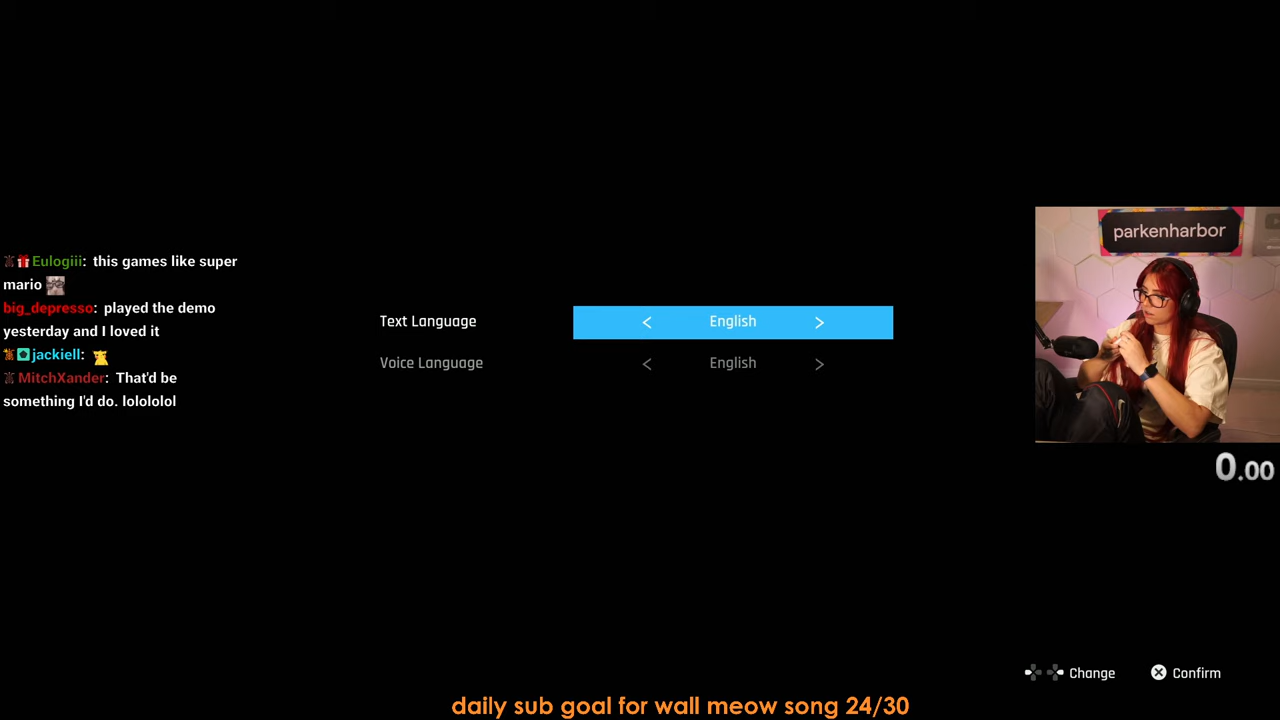 parkenharbor
Eulogiii: this games like super
mario
big_depresso: played the demo
yesterday and I loved it
jackiell:
MitchXander: That'd be
something I'd do. lolololol
Text Language < English >
Voice Language < English >
0.00
Change Confirm
daily sub goal for wall meow song 24/30